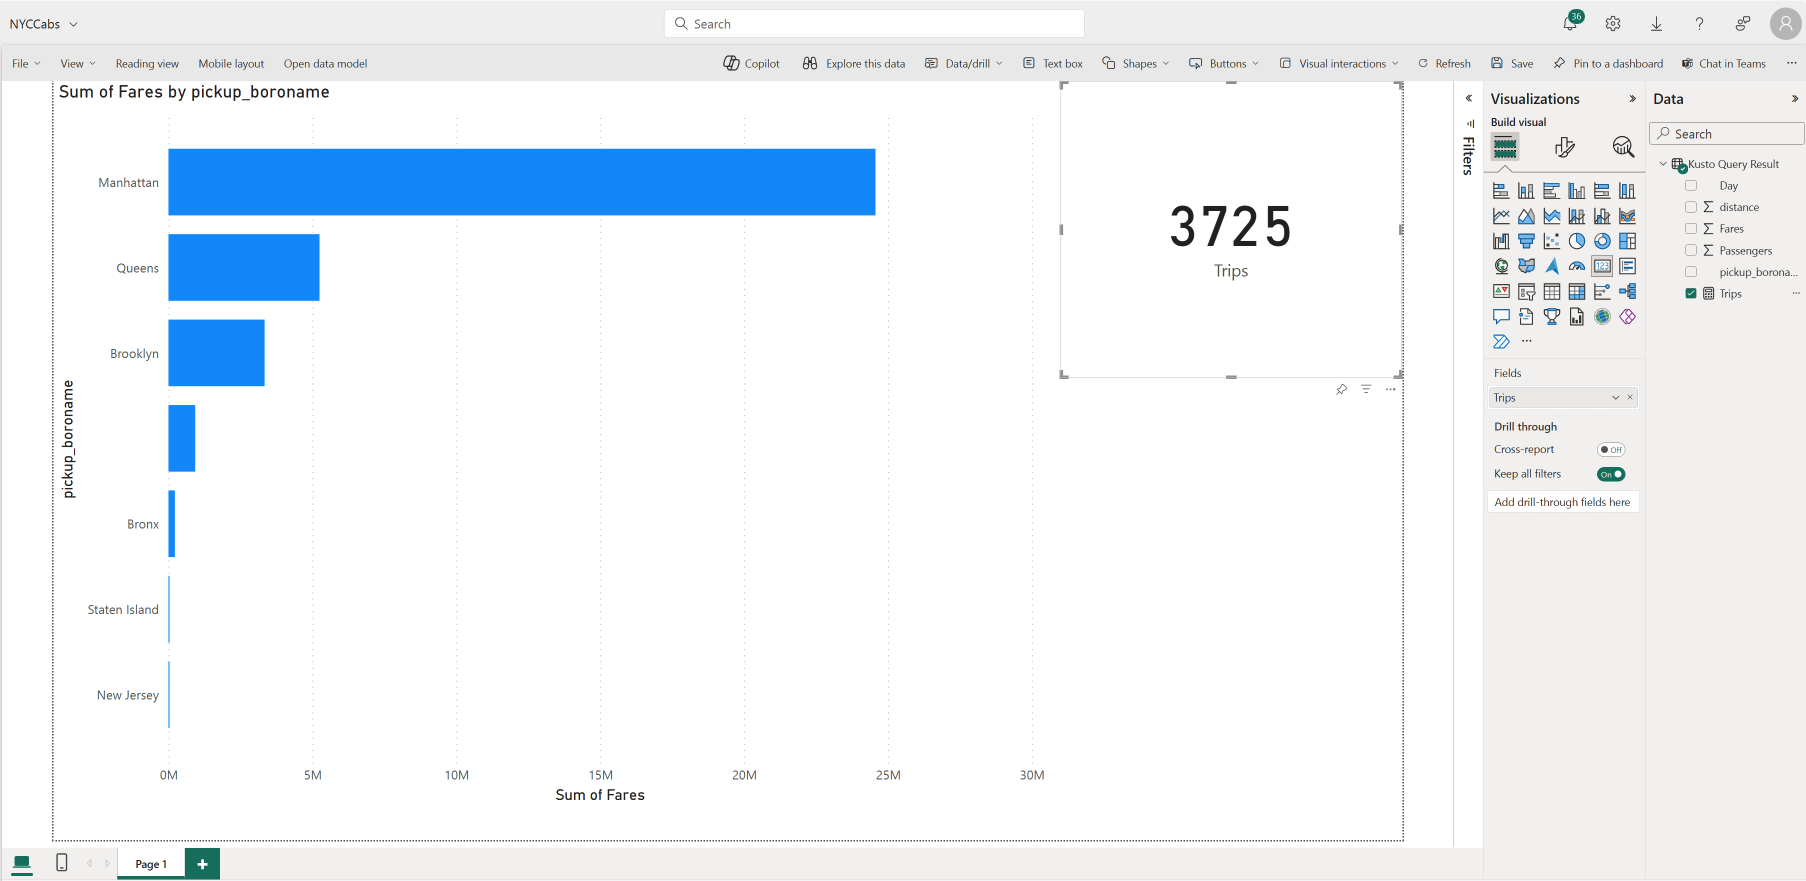 NYCCabs
Search
36
File View Reading view Mobile layout Open data model
Copilot Explore this data Data/drill Text box Shapes Buttons Visual interactions Refresh Save Pin to a dashboard Chat in Teams ...
Sum of Fares by pickup_boroname
pickup_boroname
Manhattan
Queens
Brooklyn
Bronx
Staten Island
New Jersey
0M 5M 10M 15M 20M 25M 30M
Sum of Fares
3725
Trips
Filters
Visualizations
Build visual
123
...
Fields
Trips
Drill through
Cross-report
Off
Keep all filters
On
Add drill-through fields here
Data
Search
Kusto Query Result
Day
∑ distance
∑ Fares
∑ Passengers
pickup_borona...
Trips ...
Page 1
+